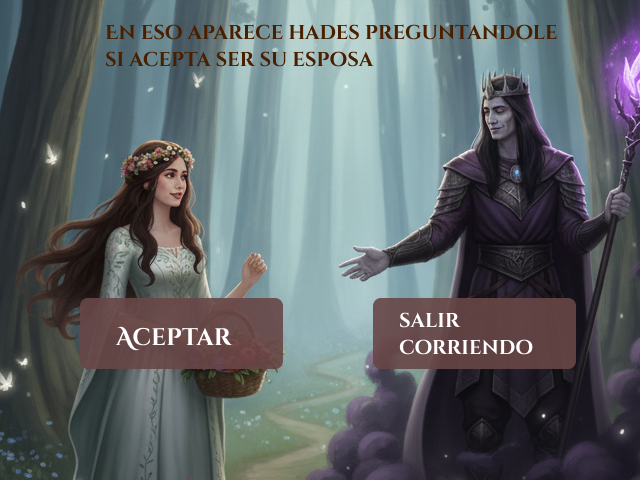 En eso aparece Hades preguntandole
si acepta ser su esposa
Aceptar
salir
corriendo